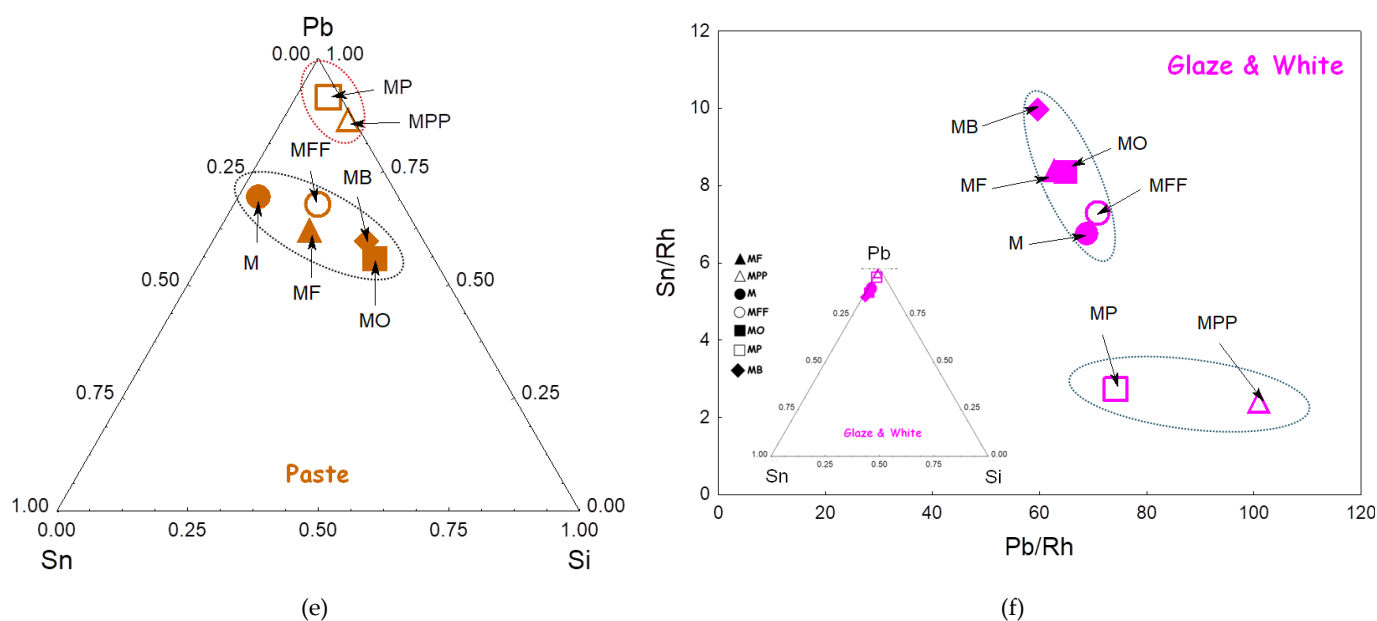 Pb
0.00 1.00
MP
MPP
MFF
MB
0.25
0.75
M
MF
MO
0.50
0.50
0.75
0.25
Paste
1.00
0.00
0.00
0.25
0.50
0.75
1.00
Sn
Si
(e)
12
10
8
6
4
2
0
Sn/Rh
Glaze & White
MB
MO
MF
MFF
M
MP
MPP
MF
MPP
M
MFF
MO
MP
MB
Pb
0.25
0.75
0.50
0.50
0.75
0.25
Glaze & White
1.00
0.00
0.25
0.50
0.75
Sn
Si
0
20
40
60
80
100
120
Pb/Rh
(f)